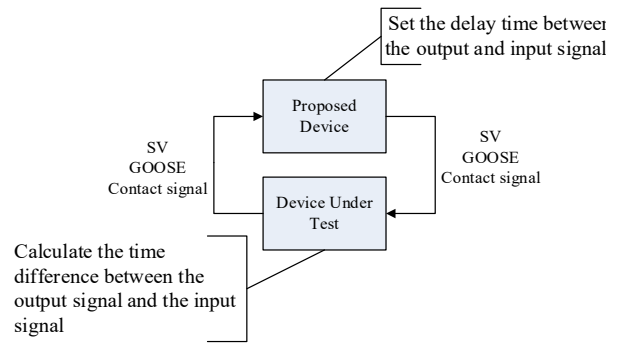 Set the delay time between
the output and input signal
Proposed
Device
SV
GOOSE
Contact signal
SV
GOOSE
Contact signal
Device Under
Test
Calculate the time
difference between the
output signal and the input
signal